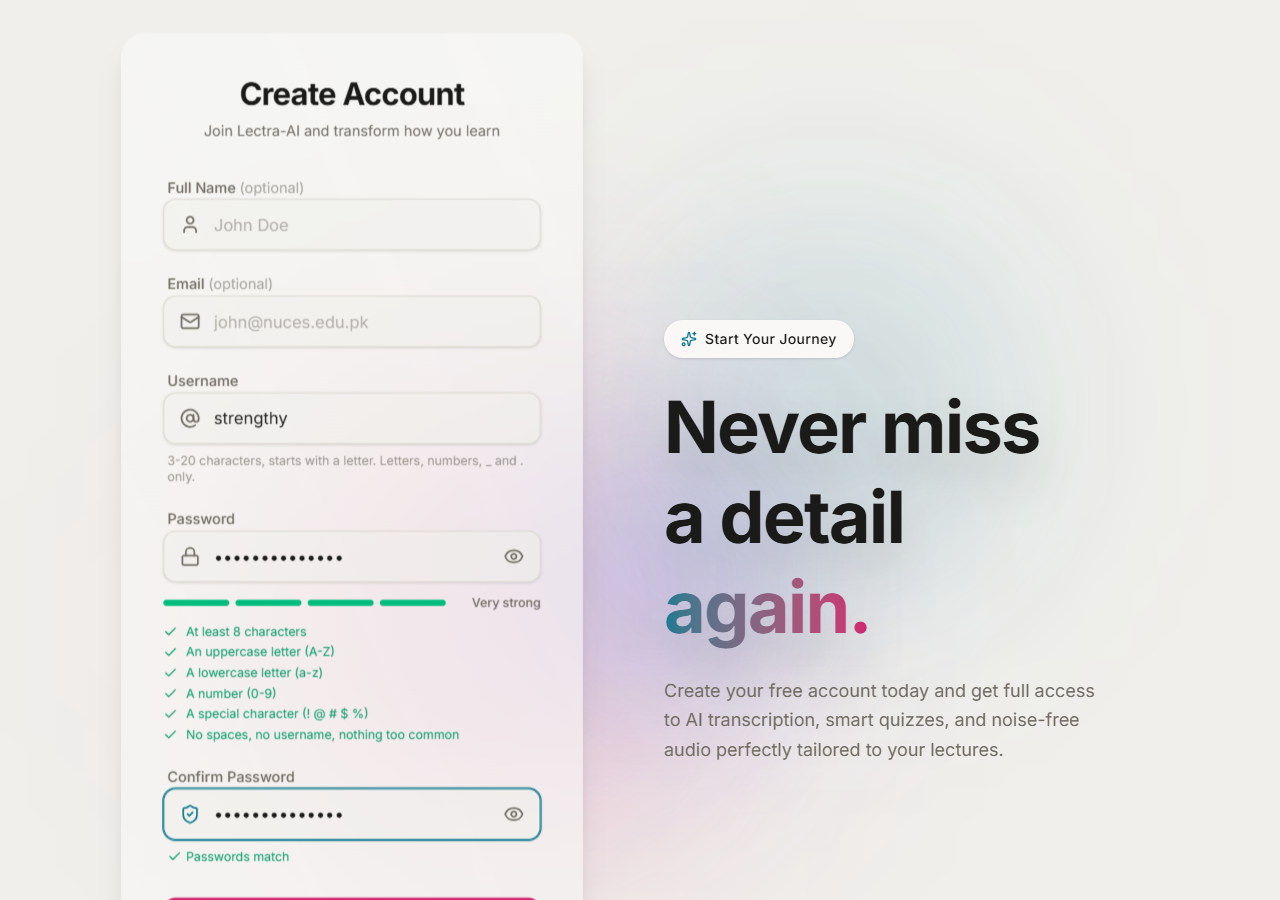 Create Account
Join Lectra-AI and transform how you learn
Full Name (optional)
John Doe
Email (optional)
john@nuces.edu.pk
Username
strengthy
3-20 characters, starts with a letter. Letters, numbers, _ and .
only.
Password
••••••••••••••
Very strong
At least 8 characters
An uppercase letter (A-Z)
A lowercase letter (a-z)
A number (0-9)
A special character (! @ # $ %)
No spaces, no username, nothing too common
Confirm Password
••••••••••••••
Passwords match
Start Your Journey
Never miss
a detail
again.
Create your free account today and get full access
to AI transcription, smart quizzes, and noise-free
audio perfectly tailored to your lectures.